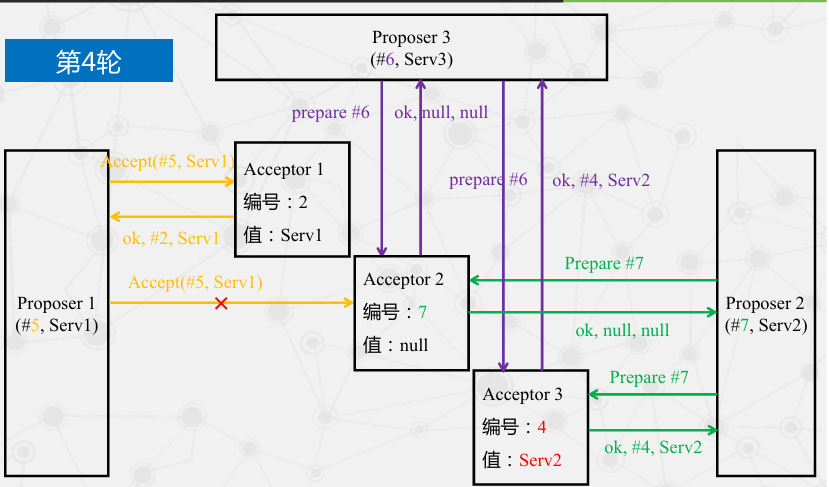 第4轮
Proposer 3
(#6, Serv3)
prepare #6
ok, null, null
prepare #6
ok, #4, Serv2
Accept(#5, Serv1)
ok, #2, Serv1
Accept(#5, Serv1)
Acceptor 1
编号：2
值：Serv1
Proposer 1
(#5, Serv1)
Acceptor 2
编号：7
值：null
Prepare #7
ok, null, null
Proposer 2
(#7, Serv2)
Acceptor 3
编号：4
值：Serv2
Prepare #7
ok, #4, Serv2